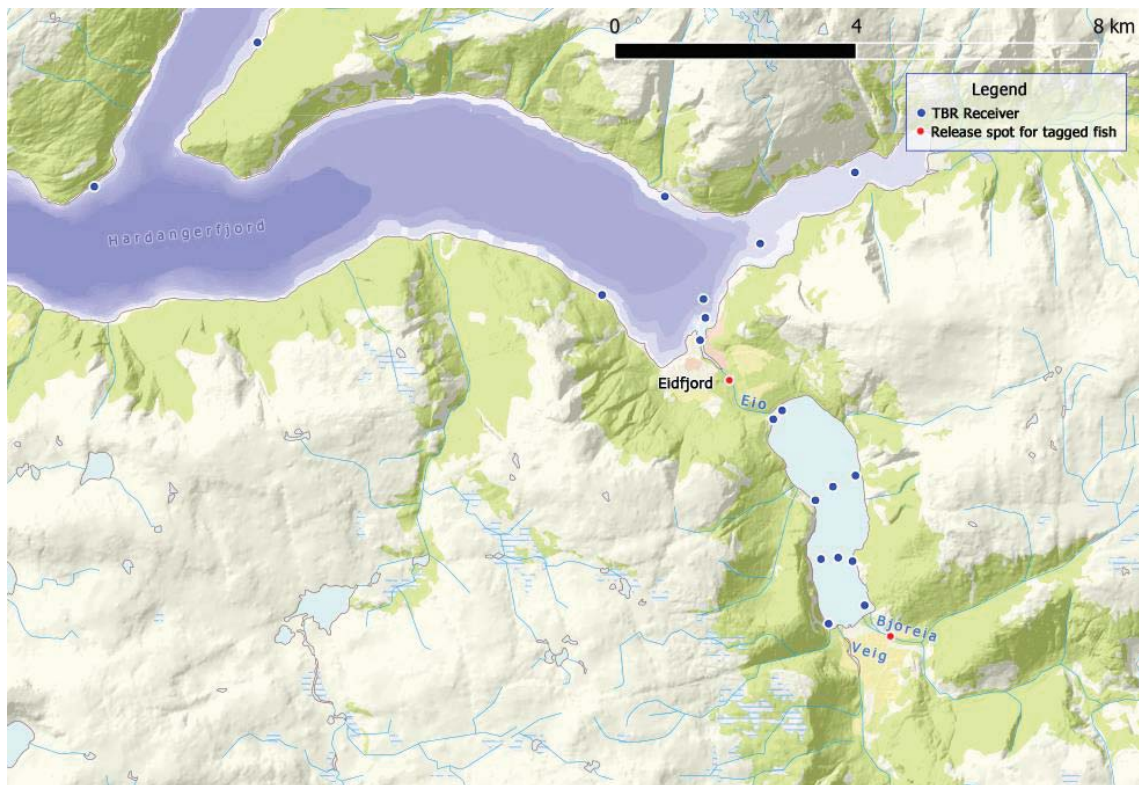 0 4 8 km
Legend
TBR Receiver
Release spot for tagged fish
Hardangerfjord
Eidfjord
Eio
Bjoreia
Veig